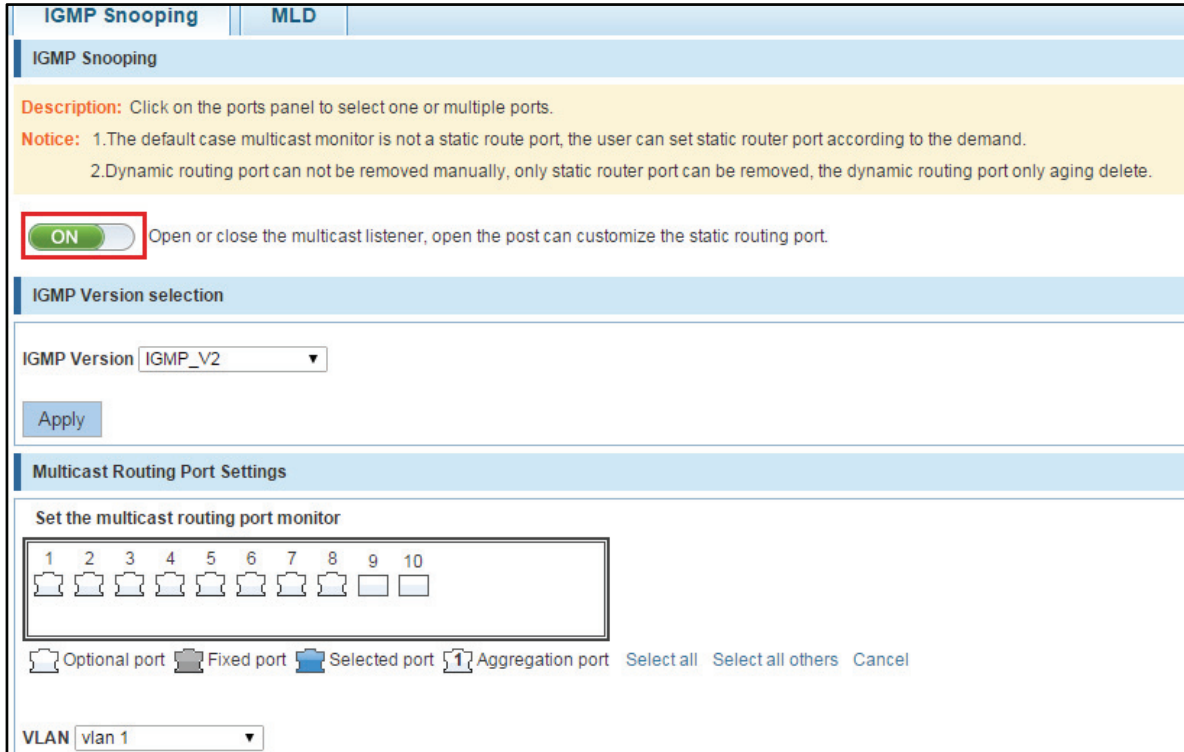 IGMP Snooping MLD
IGMP Snooping
Description: Click on the ports panel to select one or multiple ports.
Notice: 1.The default case multicast monitor is not a static route port, the user can set static router port according to the demand.
2.Dynamic routing port can not be removed manually, only static router port can be removed, the dynamic routing port only aging delete.
ON Open or close the multicast listener, open the post can customize the static routing port.
IGMP Version selection
IGMP Version IGMP_V2
Apply
Multicast Routing Port Settings
Set the multicast routing port monitor
1 2 3 4 5 6 7 8 9 10
Optional port Fixed port Selected port 1 Aggregation port Select all Select all others Cancel
VLAN vlan 1